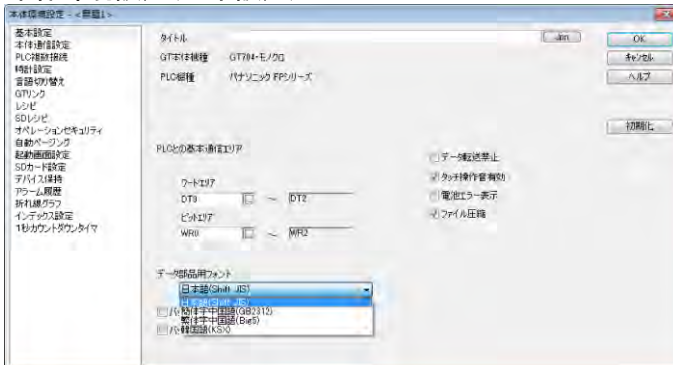 本体環境設定 - <無題1>
基本設定
本体通信設定
PLC複数接続
時計設定
言語切り替え
GTリンク
レシピ
SDレシピ
オペレーションセキュリティ
自動ページング
起動画面設定
SDカード設定
デバイス保持
アラーム履歴
折れ線グラフ
インデックス設定
1秒カウントダウンタイマ
タイトル
Jpn
GT本体機種 GT704-モノクロ
PLC機種 パナソニック FPシリーズ
OK
キャンセル
ヘルプ
初期化
PLCとの基本通信エリア
ワードエリア
DT0 ～ DT2
ビットエリア
WR0 ～ WR2
データ転送禁止
タッチ操作音有効
電池エラー表示
ファイル圧縮
データ部品用フォント
日本語(Shift JIS)
日本語(Shift JIS)
簡体字中国語(GB2312)
繁体字中国語(Big5)
韓国語(KSX)